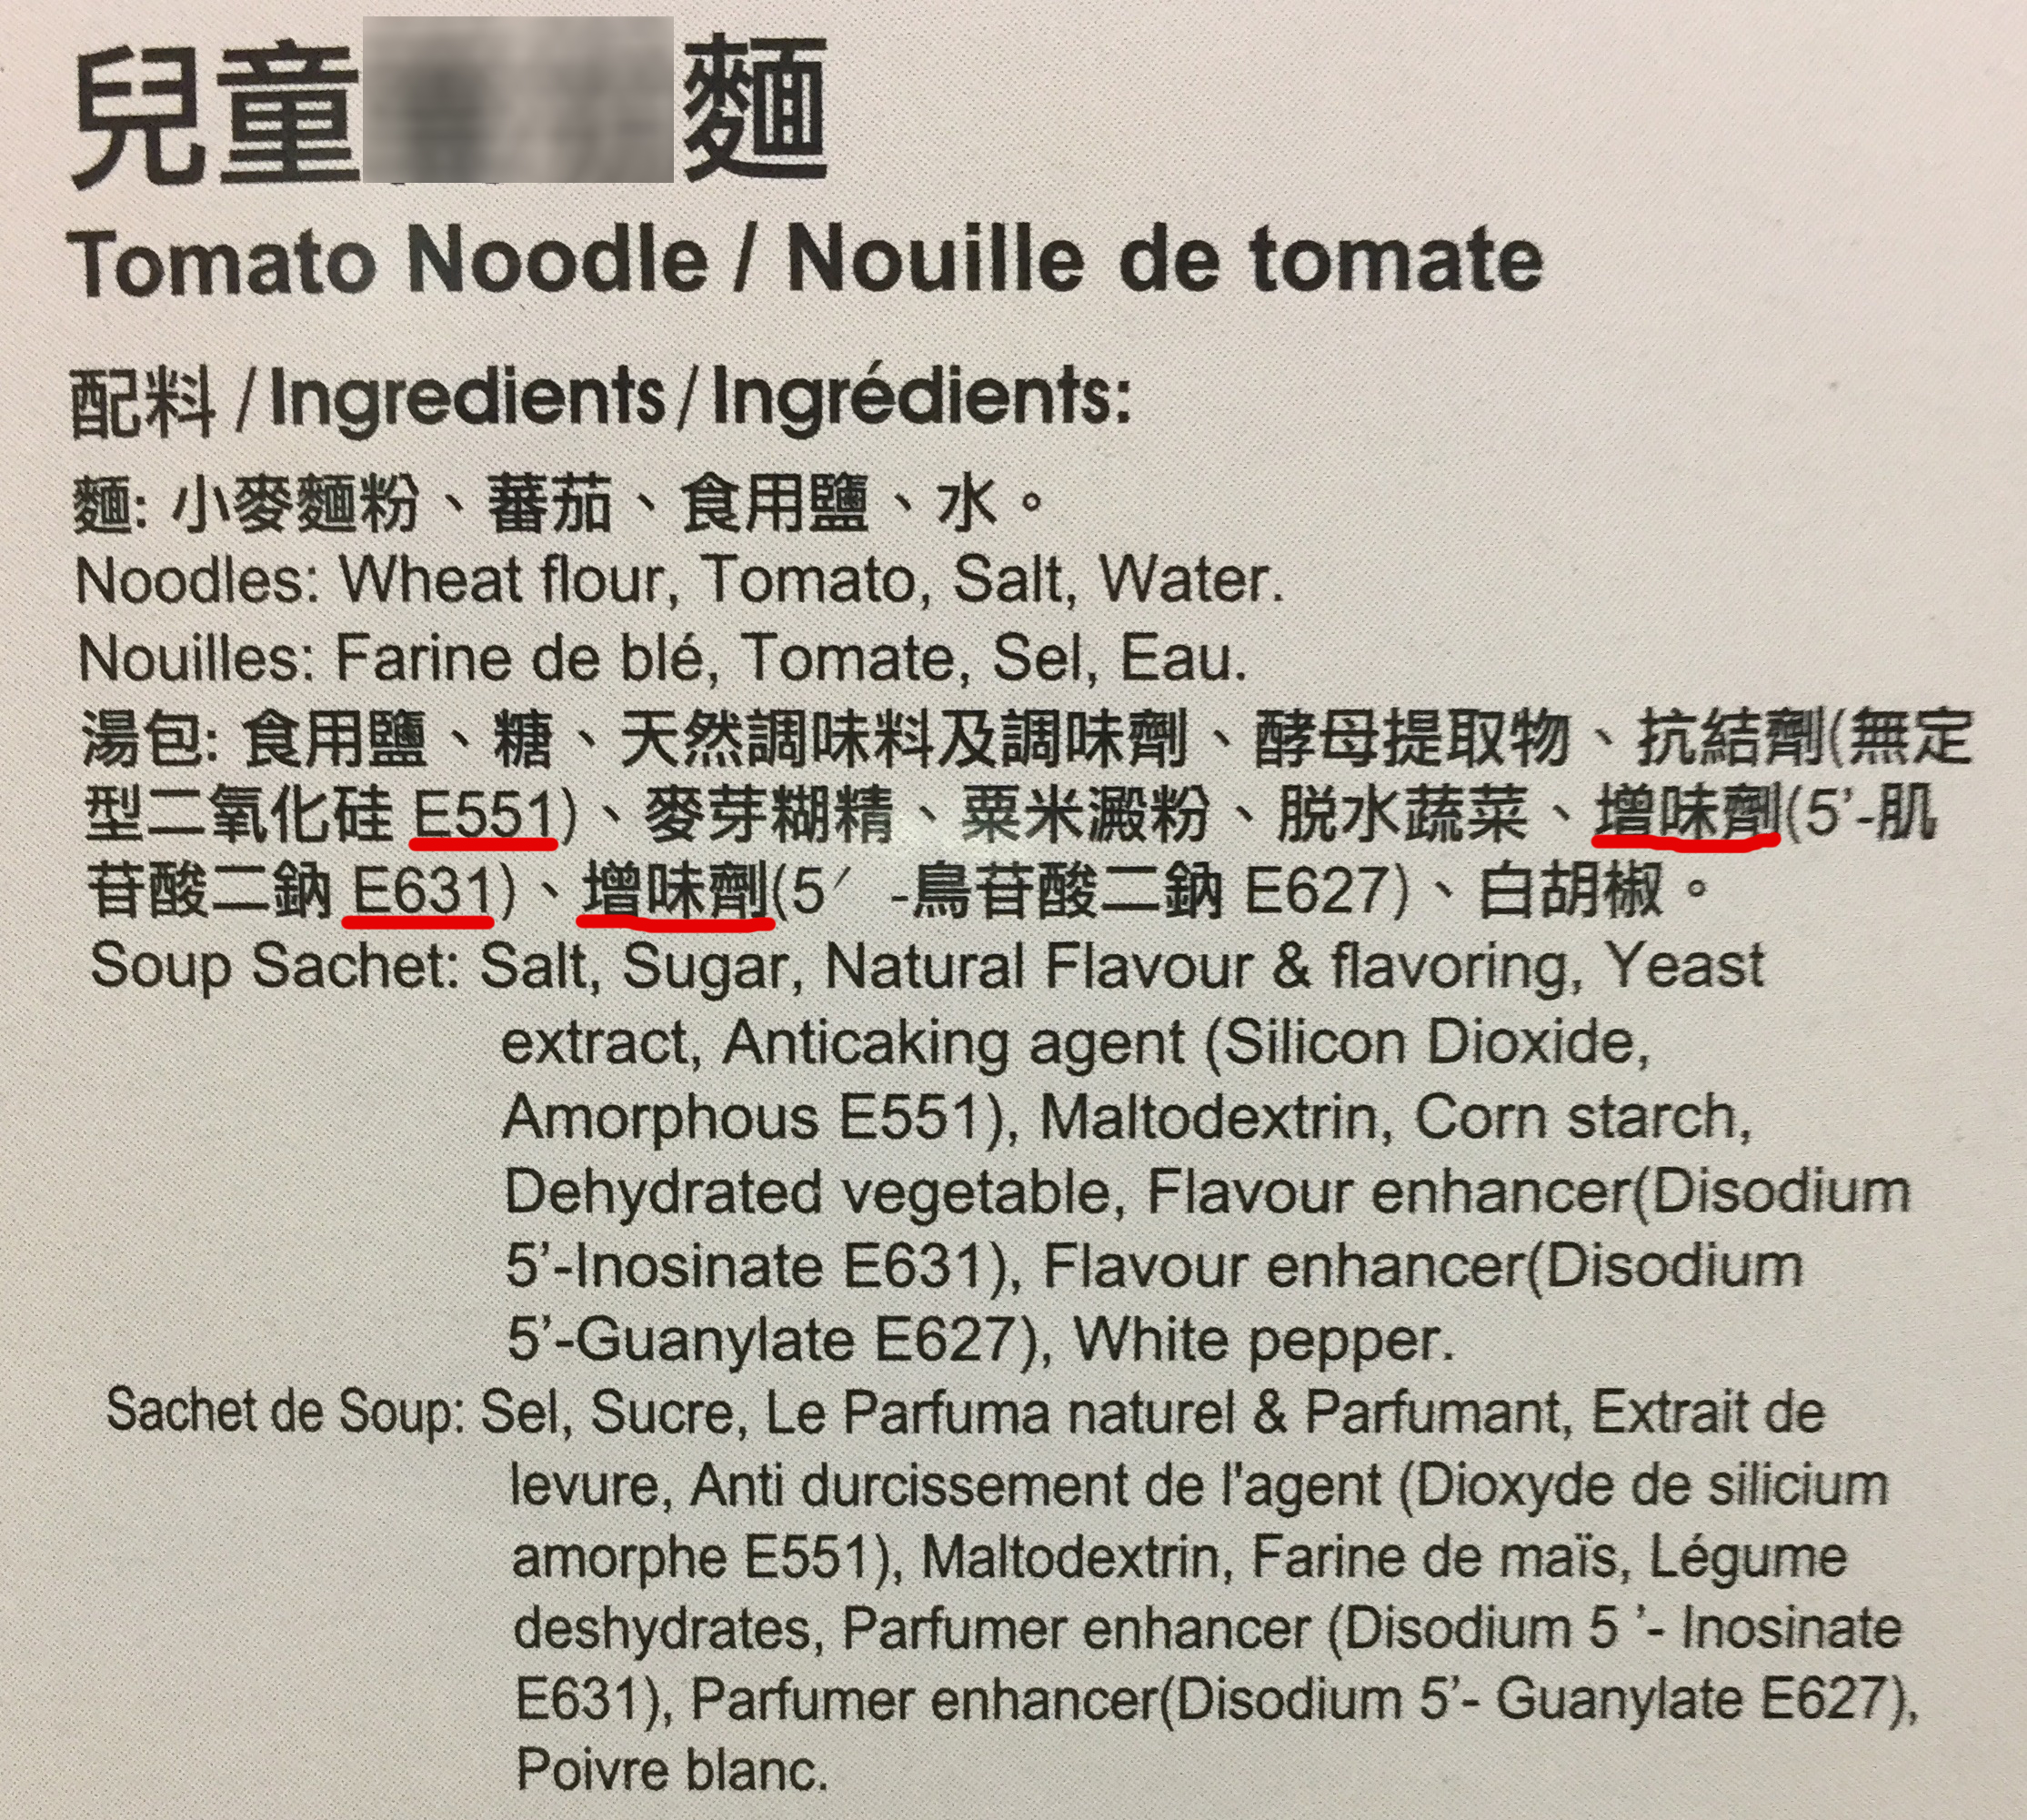 兒童 麵
Tomato Noodle / Nouille de tomate
配料 / Ingredients / Ingrédients:
麵: 小麥麵粉、蕃茄、食用鹽、水。
Noodles: Wheat flour, Tomato, Salt, Water.
Nouilles: Farine de blé, Tomate, Sel, Eau.
湯包: 食用鹽、糖、天然調味料及調味劑、酵母提取物、抗結劑(無定
型二氧化硅 E551)、麥芽糊精、粟米澱粉、脱水蔬菜、增味劑(5’-肌
苷酸二鈉 E631)、增味劑(5′ -鳥苷酸二鈉 E627)、白胡椒。
Soup Sachet: Salt, Sugar, Natural Flavour & flavoring, Yeast
extract, Anticaking agent (Silicon Dioxide,
Amorphous E551), Maltodextrin, Corn starch,
Dehydrated vegetable, Flavour enhancer(Disodium
5’-Inosinate E631), Flavour enhancer(Disodium
5’-Guanylate E627), White pepper.
Sachet de Soup: Sel, Sucre, Le Parfuma naturel & Parfumant, Extrait de
levure, Anti durcissement de l'agent (Dioxyde de silicium
amorphe E551), Maltodextrin, Farine de maïs, Légume
deshydrates, Parfumer enhancer (Disodium 5 ’- Inosinate
E631), Parfumer enhancer(Disodium 5’- Guanylate E627),
Poivre blanc.